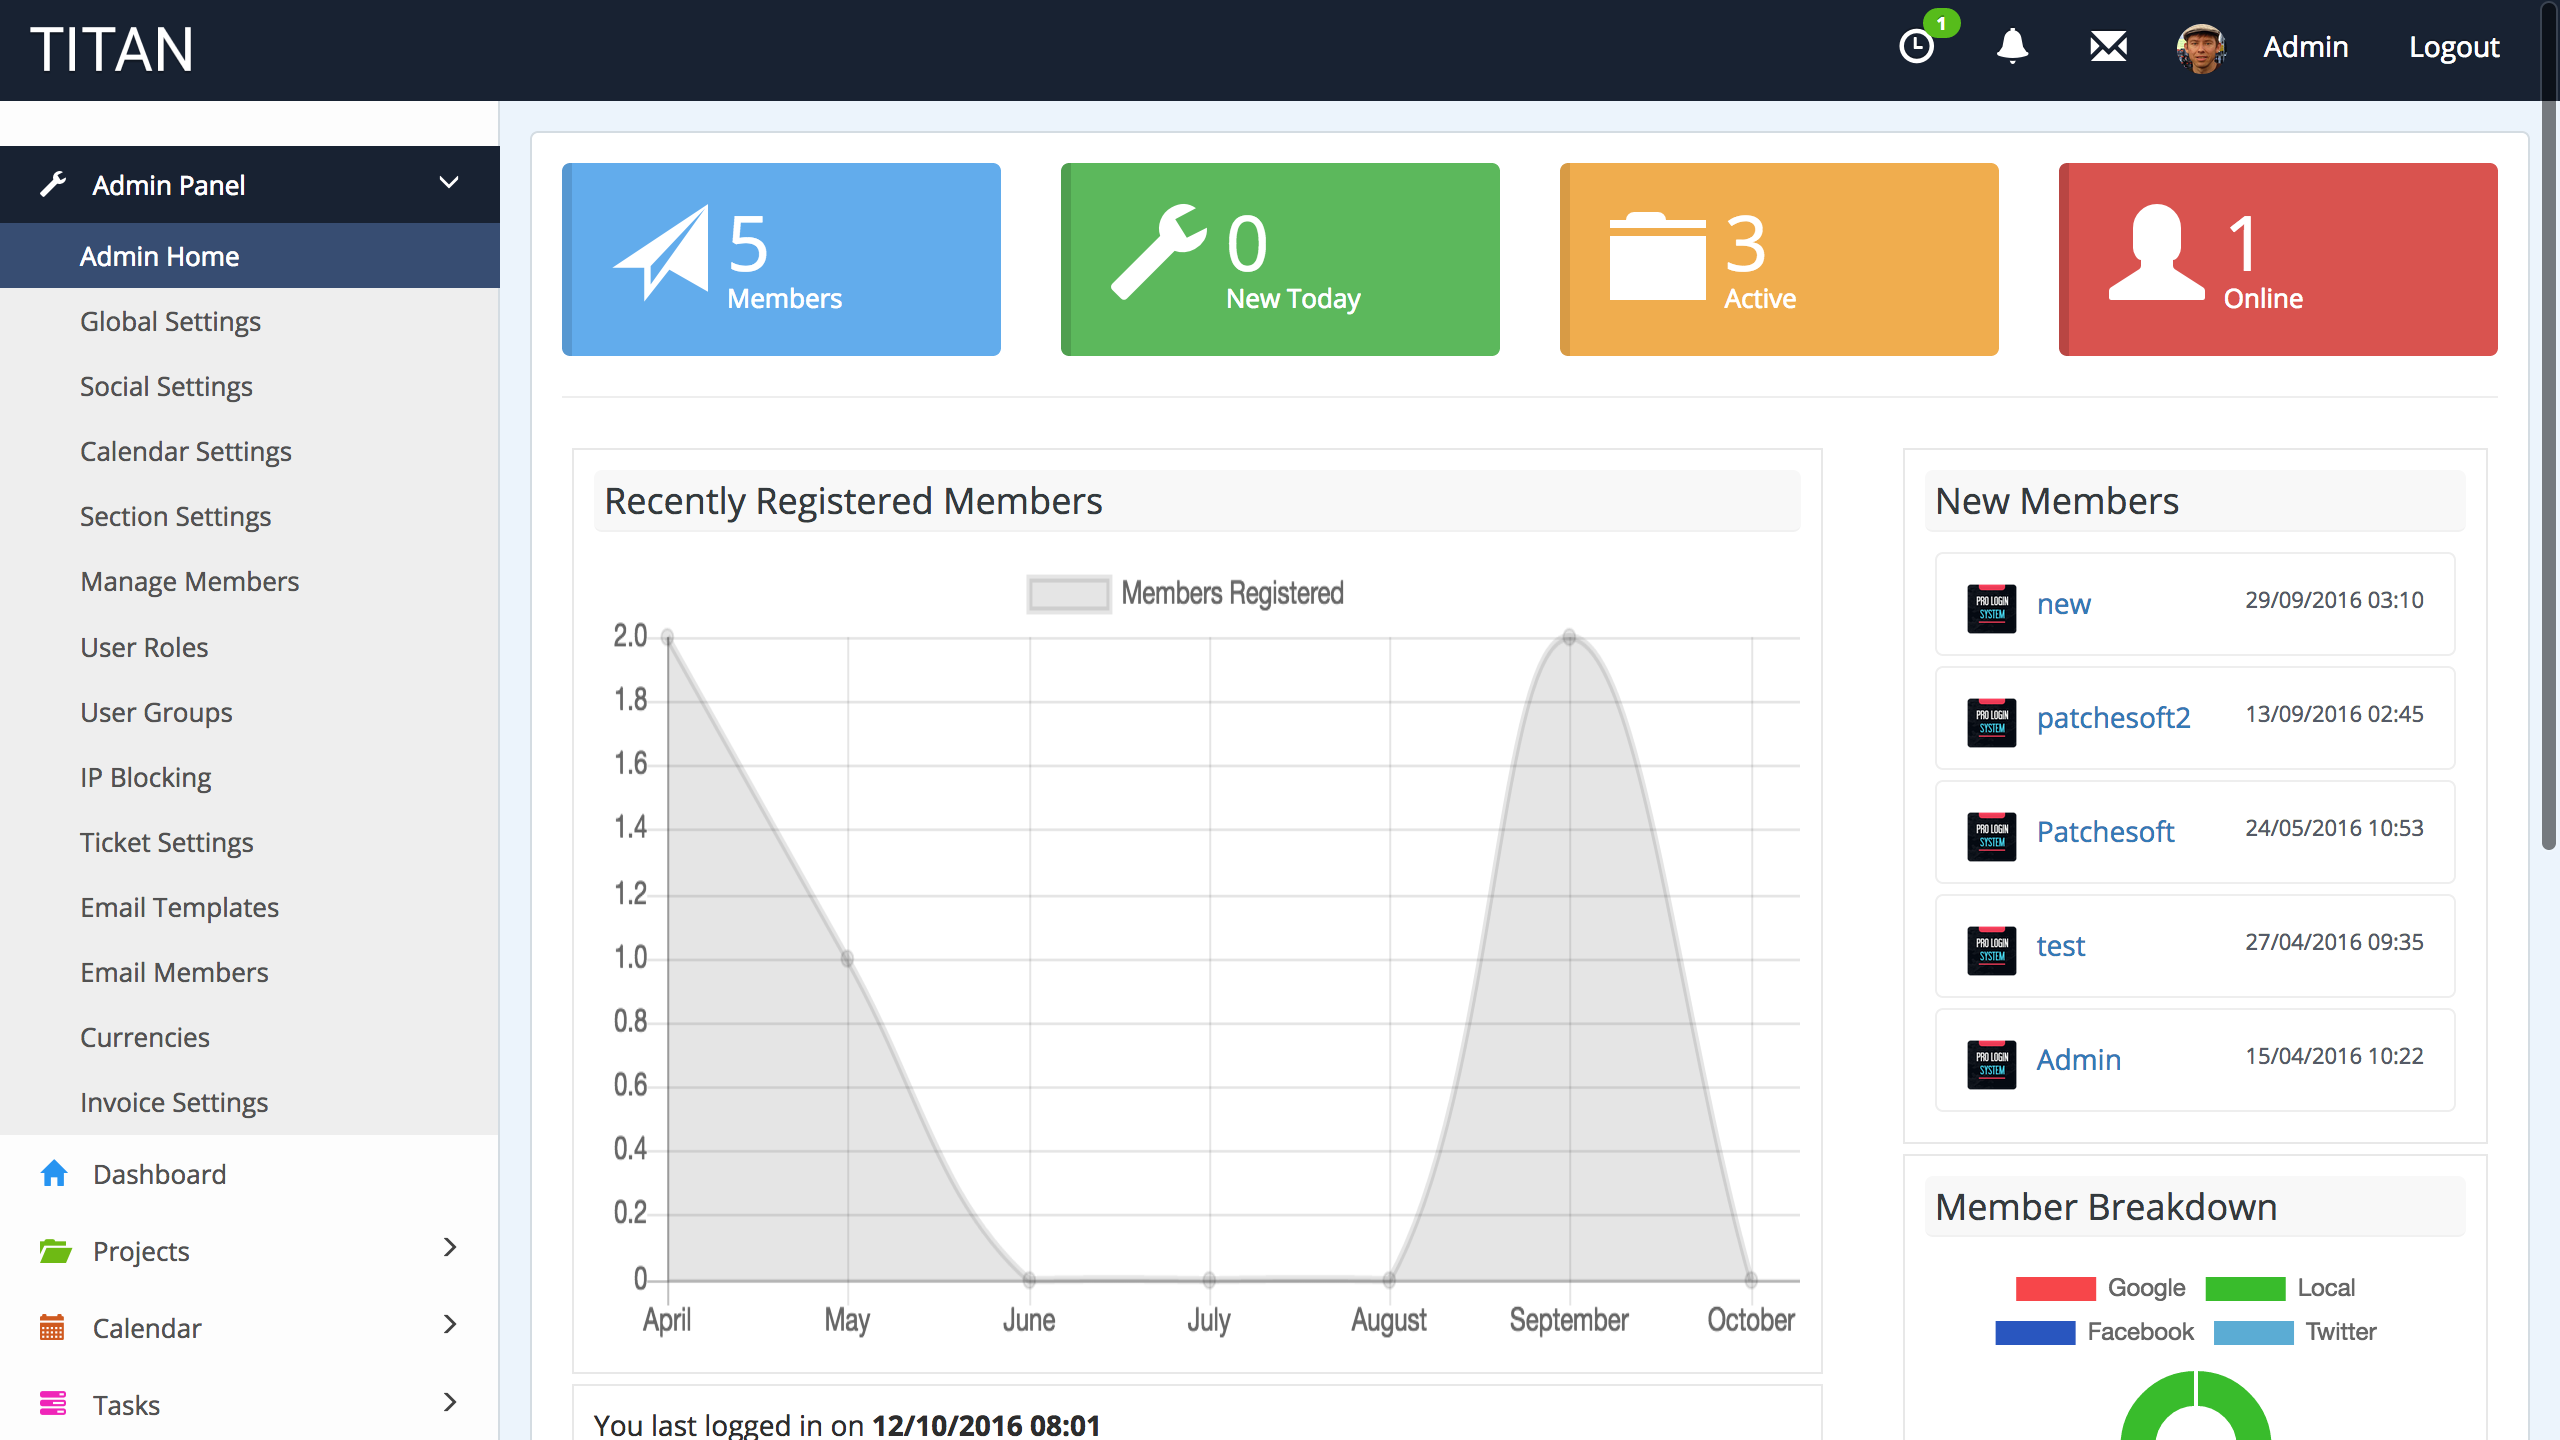 TITAN
1
Admin
Logout
Admin Panel
Admin Home
Global Settings
Social Settings
Calendar Settings
Section Settings
Manage Members
User Roles
User Groups
IP Blocking
Ticket Settings
Email Templates
Email Members
Currencies
Invoice Settings
Dashboard
Projects
Calendar
Tasks
5
Members
0
New Today
3
Active
1
Online
Recently Registered Members
Members Registered
2.0
1.8
1.6
1.4
1.2
1.0
0.8
0.6
0.4
0.2
0
April May June July August September October
You last logged in on 12/10/2016 08:01
New Members
PRO LOGIN
SYSTEM
new 29/09/2016 03:10
PRO LOGIN
SYSTEM
patchesoft2 13/09/2016 02:45
PRO LOGIN
SYSTEM
Patchesoft 24/05/2016 10:53
PRO LOGIN
SYSTEM
test 27/04/2016 09:35
PRO LOGIN
SYSTEM
Admin 15/04/2016 10:22
Member Breakdown
Google Local
Facebook Twitter